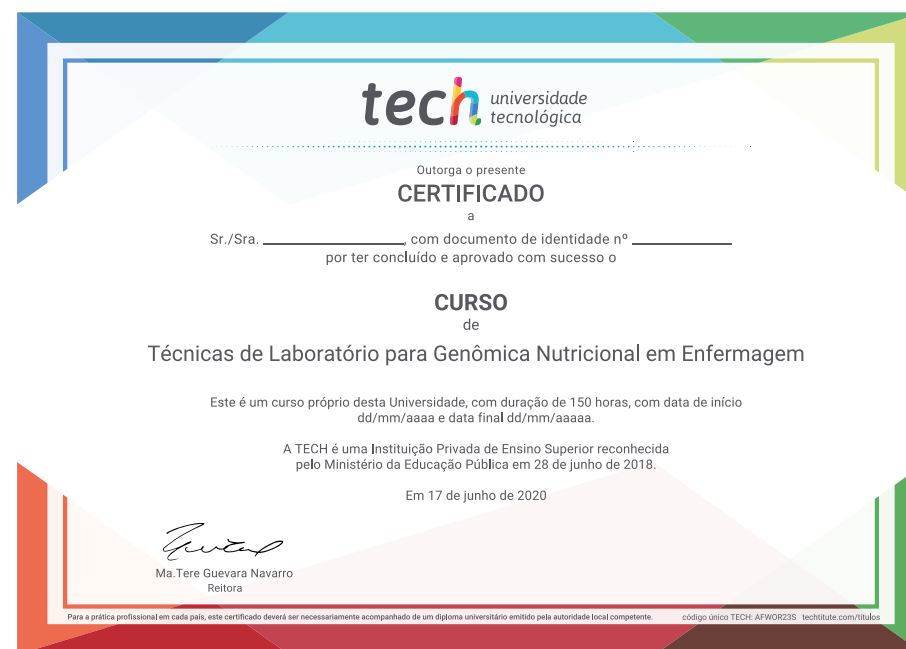 tech universidade
tecnológica
Outorga o presente
CERTIFICADO
a
Sr./Sra. ____________, com documento de identidade nº ____________
por ter concluído e aprovado com sucesso o
CURSO
de
Técnicas de Laboratório para Genômica Nutricional em Enfermagem
Este é um curso próprio desta Universidade, com duração de 150 horas, com data de início
dd/mm/aaaa e data final dd/mm/aaaaa.
A TECH é uma Instituição Privada de Ensino Superior reconhecida
pelo Ministério da Educação Pública em 28 de junho de 2018.
Em 17 de junho de 2020
Ma.Tere Guevara Navarro
Reitora
Para a prática profissional em cada país, este certificado deverá ser necessariamente acompanhado de um diploma universitário emitido pela autoridade local competente. código único TECH: AFWOR23S techtitute.com/titulos